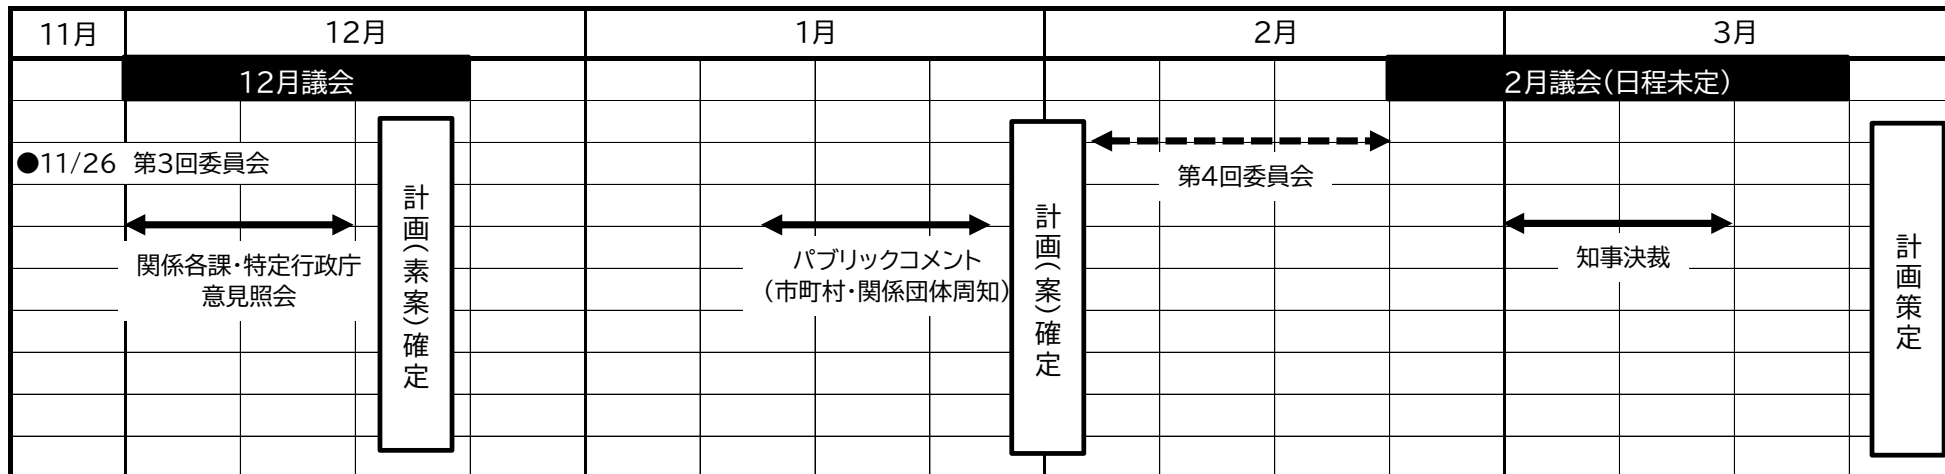 11月
12月
1月
2月
3月
12月議会
2月議会(日程未定)
●11/26 第3回委員会
関係各課・特定行政庁
意見照会
計画(素案)確定
パブリックコメント
(市町村・関係団体周知)
計画(案)確定
第4回委員会
知事決裁
計画策定